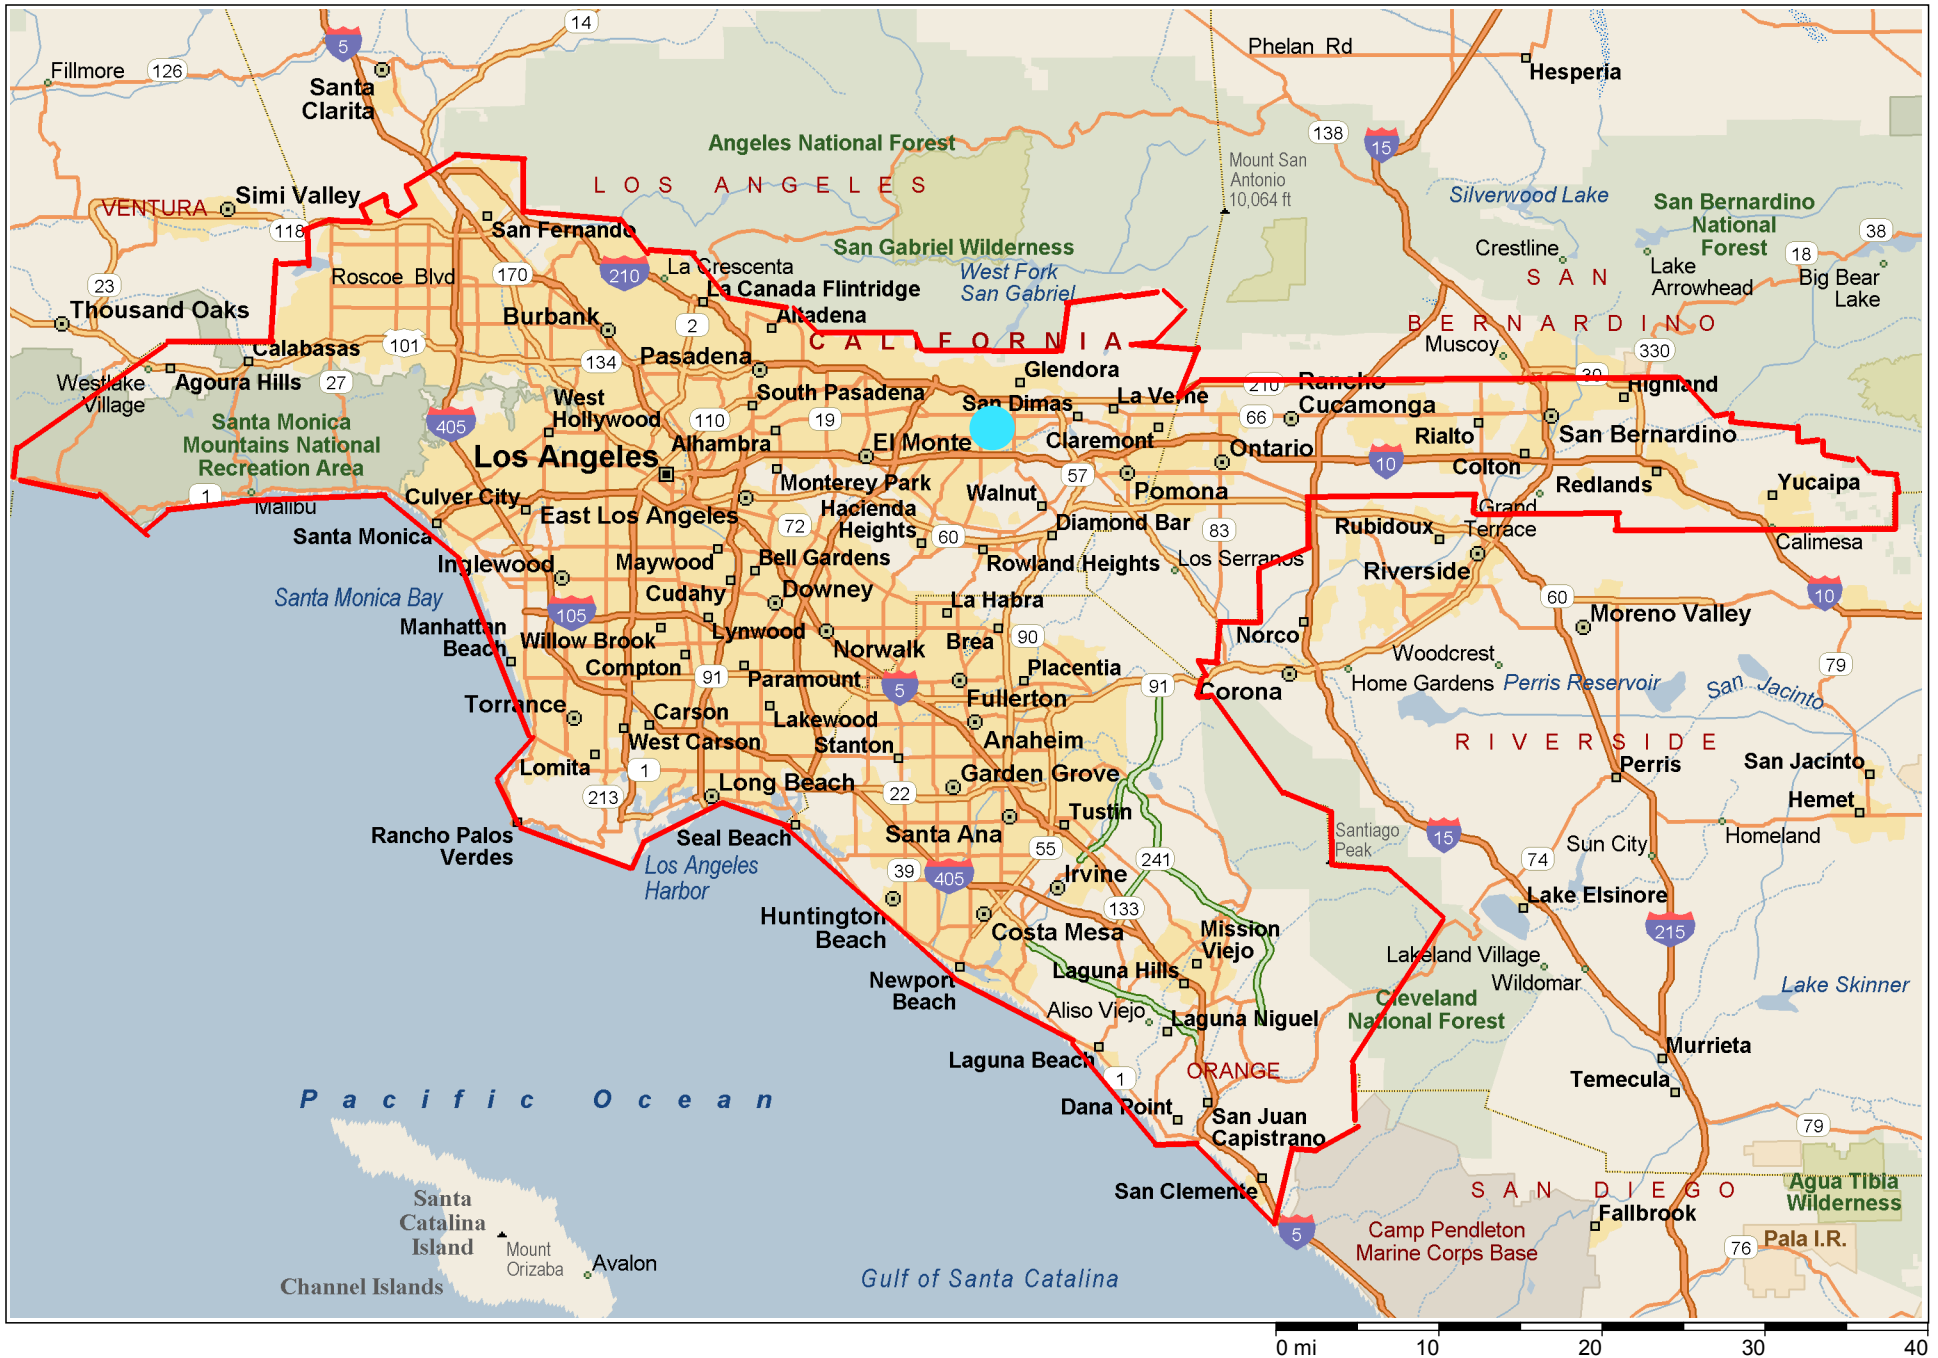 14
5
Fillmore
126
Santa
Clarita
Phelan Rd
Hesperia
138
15
Angeles National Forest
LOS ANGELES
Mount San
Antonio
10,064 ft
Silverwood Lake
San Bernardino
National
Forest
38
18
Simi Valley
VENTURA
118
San Fernando
San Gabriel Wilderness
West Fork
San Gabriel
Crestline
SAN
Lake
Arrowhead
Big Bear
Lake
23
Roscoe Blvd
170
210
La Crescenta
La Canada Flintridge
Thousand Oaks
Burbank
2
Altadena
CALIFORNIA
BERNARDINO
Muscoy
330
101
Calabasas
134
Pasadena
Glendora
Westlake
Village
Agoura Hills
27
West
Hollywood
South Pasadena
San Dimas
La Verne
210
Rancho
Cucamonga
30
Highland
Santa Monica
Mountains National
Recreation Area
405
110
19
66
Alhambra
El Monte
Claremont
Ontario
Rialto
San Bernardino
Los Angeles
10
Colton
57
Monterey Park
Walnut
Pomona
Redlands
Yucaipa
1
Malibu
Culver City
East Los Angeles
Hacienda
Heights
Diamond Bar
Grand
Terrace
Santa Monica
72
60
83
Rubidoux
Calimesa
Inglewood
Maywood
Bell Gardens
Rowland Heights
Los Serranos
Riverside
Santa Monica Bay
105
Cudahy
Downey
La Habra
60
10
Moreno Valley
Manhattan
Beach
Willow Brook
Lynwood
Norwalk
Brea
90
Norco
Compton
91
Paramount
5
Placentia
91
Woodcrest
79
Corona
Home Gardens
Perris Reservoir
San Jacinto
Torrance
Carson
Lakewood
Fullerton
West Carson
Stanton
Anaheim
RIVERSIDE
Lomita
1
Long Beach
Garden Grove
Perris
San Jacinto
213
22
Tustin
Hemet
Rancho Palos
Verdes
Seal Beach
Santa Ana
Santiago
Peak
15
Homeland
Los Angeles
Harbor
39
405
55
241
74
Sun City
Irvine
Lake Elsinore
133
Huntington
Beach
Costa Mesa
Mission
Viejo
215
Laguna Hills
Lakeland Village
Wildomar
Newport
Beach
Lake Skinner
Aliso Viejo
Laguna Niguel
Cleveland
National Forest
Laguna Beach
Murrieta
ORANGE
1
Temecula
Pacific Ocean
Dana Point
San Juan
Capistrano
79
San Clemente
SAN DIEGO
Agua Tibia
Wilderness
Santa
Catalina
Island
Fallbrook
5
Camp Pendleton
Marine Corps Base
76
Pala I.R.
Mount
Orizaba
Avalon
Channel Islands
Gulf of Santa Catalina
0 mi 10 20 30 40